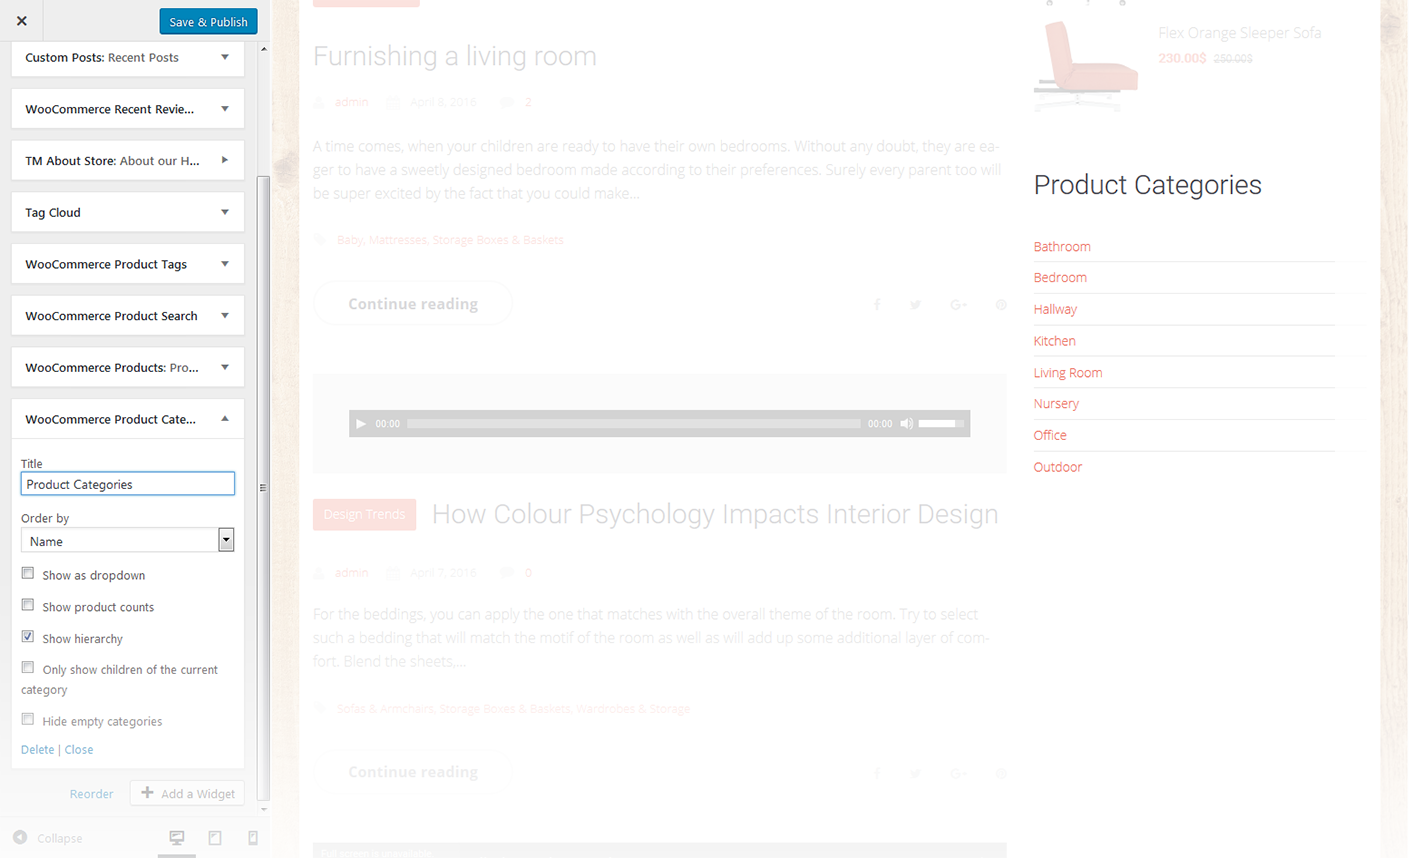 Save & Publish
Custom Posts: Recent Posts
WooCommerce Recent Revie...
TM About Store: About our H...
Tag Cloud
WooCommerce Product Tags
WooCommerce Product Search
WooCommerce Products: Pro...
WooCommerce Product Cate...
Title
Product Categories
Order by
Name
Show as dropdown
Show product counts
Show hierarchy
Only show children of the current
category
Hide empty categories
Delete | Close
Reorder
Add a Widget
Collapse
Furnishing a living room
admin April 8, 2016 2
A time comes, when your children are ready to have their own bedrooms. Without any doubt, they are ea-
ger to have a sweetly designed bedroom made according to their preferences. Surely every parent too will
be super excited by the fact that you could make...
Baby, Mattresses, Storage Boxes & Baskets
Continue reading
00:00 00:00
Design Trends How Colour Psychology Impacts Interior Design
admin April 7, 2016 0
For the beddings, you can apply the one that matches with the overall theme of the room. Try to select
such a bedding that will match the motif of the room as well as will add up some additional layer of com-
fort. Blend the sheets,...
Sofas & Armchairs, Storage Boxes & Baskets, Wardrobes & Storage
Continue reading
Flex Orange Sleeper Sofa
230.00$ 250.00$
Product Categories
Bathroom
Bedroom
Hallway
Kitchen
Living Room
Nursery
Office
Outdoor